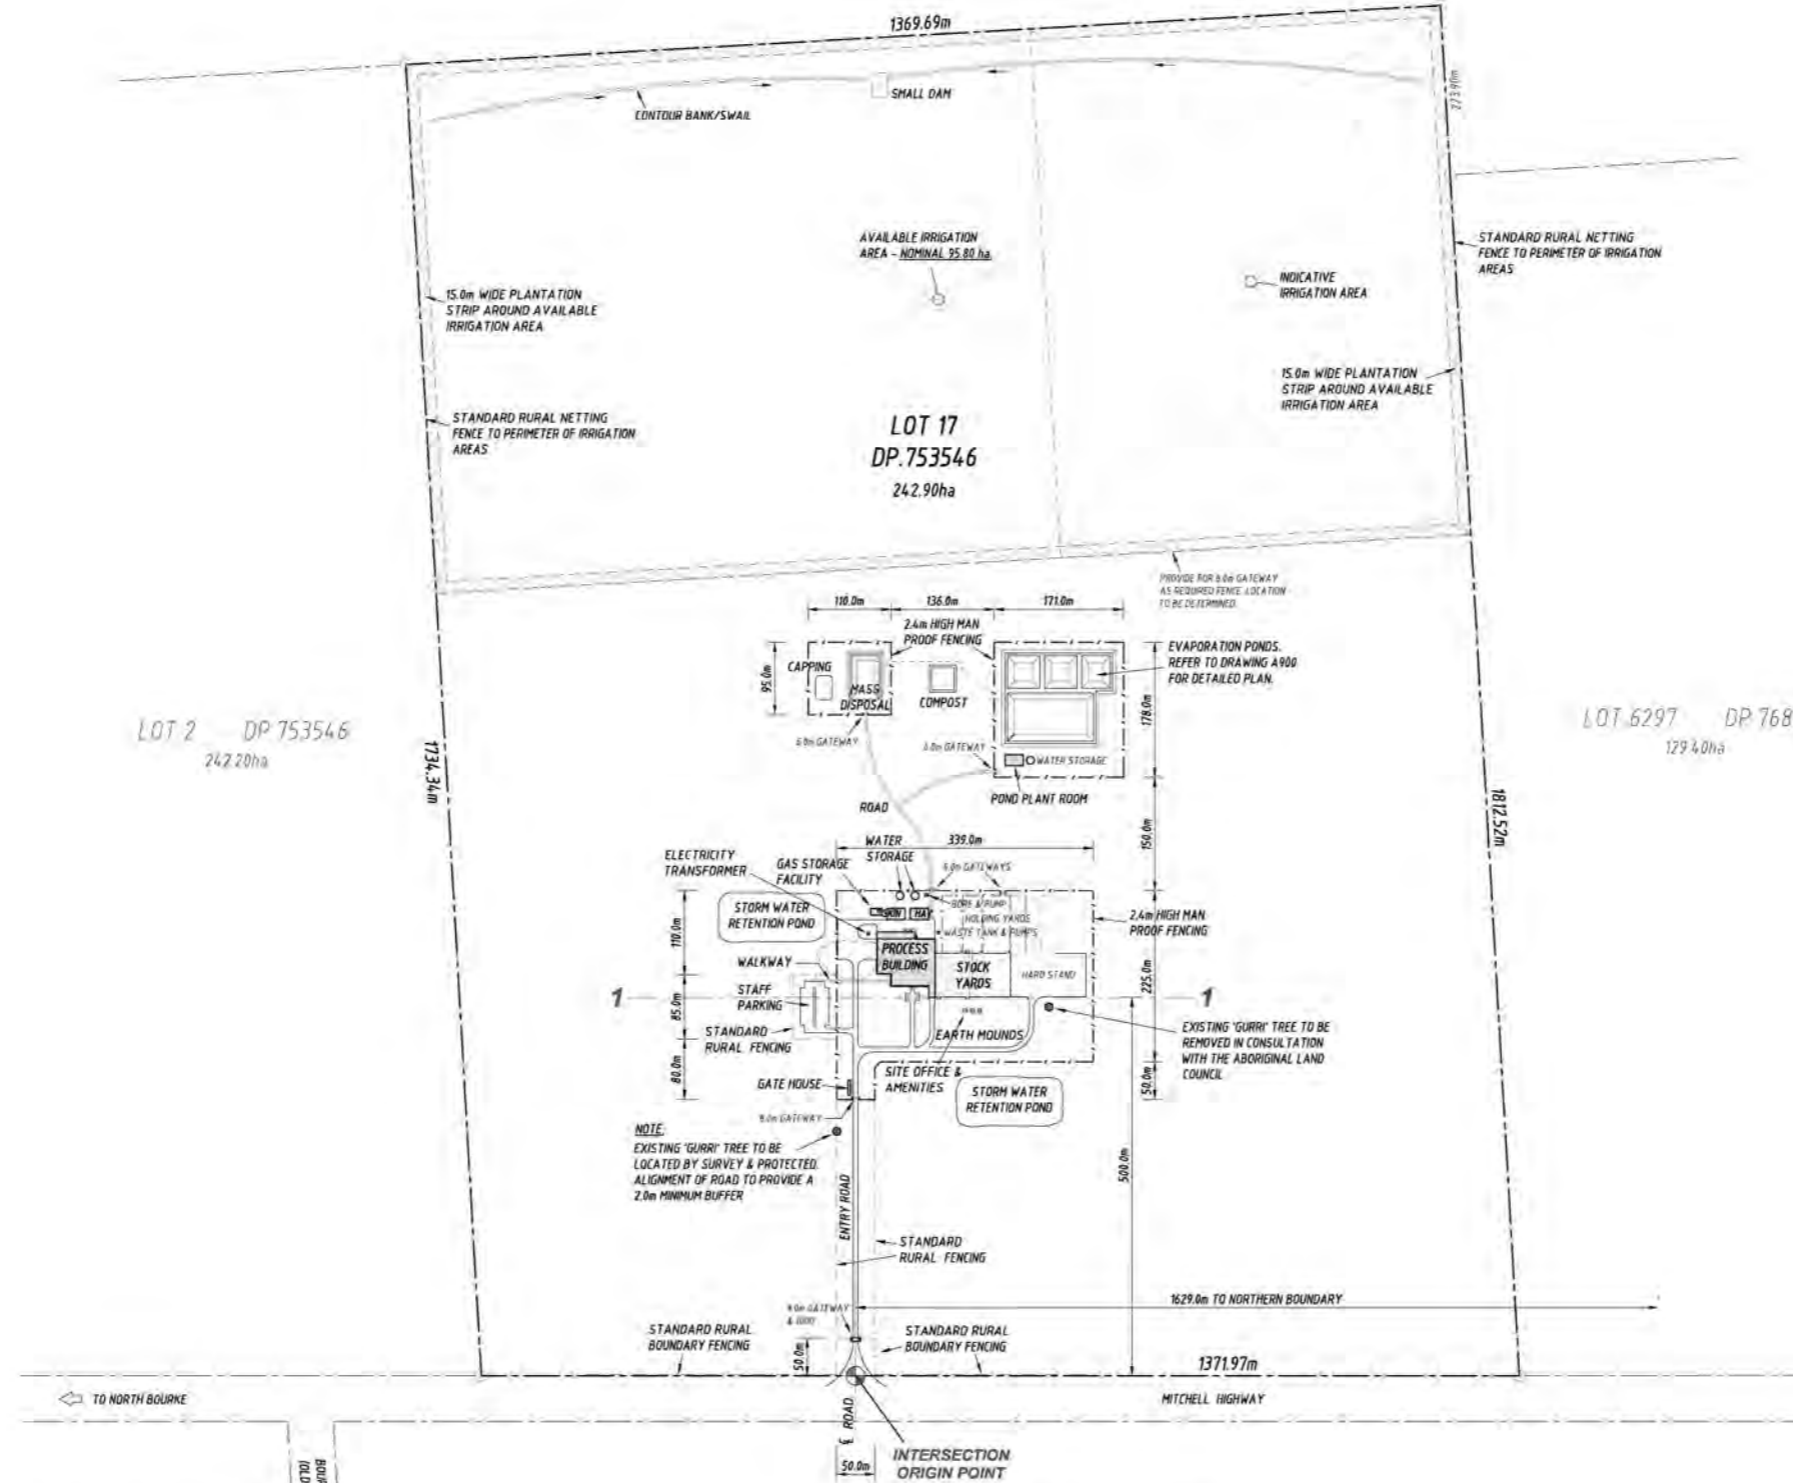 1369.69m
273.90m
CONTOUR BANK/SWAIL
SMALL DAM
AVAILABLE IRRIGATION
AREA - NOMINAL 95.80 ha.
STANDARD RURAL NETTING
FENCE TO PERIMETER OF IRRIGATION
AREAS
INDICATIVE
IRRIGATION AREA
15.0m WIDE PLANTATION
STRIP AROUND AVAILABLE
IRRIGATION AREA
15.0m WIDE PLANTATION
STRIP AROUND AVAILABLE
IRRIGATION AREA
STANDARD RURAL NETTING
FENCE TO PERIMETER OF IRRIGATION
AREAS
LOT 17
DP.753546
242.90ha
PROVIDE FOR 8.0m GATEWAY
AS REQUIRED FENCE LOCATION
TO BE DETERMINED.
110.0m
136.0m
171.0m
2.4m HIGH MAN
PROOF FENCING
EVAPORATION PONDS.
REFER TO DRAWING A900
FOR DETAILED PLAN.
95.0m
CAPPING
MASS
DISPOSAL
COMPOST
178.0m
LOT 2 DP 753546
242.20ha
LOT 6297 DP 768
129.40ha
GATEWAY
GATEWAY
WATER STORAGE
POND PLANT ROOM
1734.34m
1812.52m
ROAD
150.0m
339.0m
WATER
STORAGE
ELECTRICITY
TRANSFORMER
GAS STORAGE
FACILITY
GATEWAYS
STORM WATER
RETENTION POND
SKIN
HAY
BORE & PUMP
HOLDING YARDS
WASTE TANK & PUMPS
2.4m HIGH MAN
PROOF FENCING
110.0m
WALKWAY
PROCESS
BUILDING
STOCK
YARDS
HARD STAND
225.0m
1
1
STAFF
PARKING
85.0m
STANDARD
RURAL FENCING
EARTH MOUNDS
EXISTING 'GURRI' TREE TO BE
REMOVED IN CONSULTATION
WITH THE ABORIGINAL LAND
COUNCIL
80.0m
GATE HOUSE
SITE OFFICE &
AMENITIES
STORM WATER
RETENTION POND
50.0m
GATEWAY
NOTE:
EXISTING 'GURRI' TREE TO BE
LOCATED BY SURVEY & PROTECTED.
ALIGNMENT OF ROAD TO PROVIDE A
2.0m MINIMUM BUFFER
500.0m
ENTRY ROAD
STANDARD
RURAL FENCING
1629.0m TO NORTHERN BOUNDARY
GATEWAY
STANDARD RURAL
BOUNDARY FENCING
50.0m
STANDARD RURAL
BOUNDARY FENCING
1371.97m
TO NORTH BOURKE
MITCHELL HIGHWAY
ROAD
INTERSECTION
ORIGIN POINT
50.0m